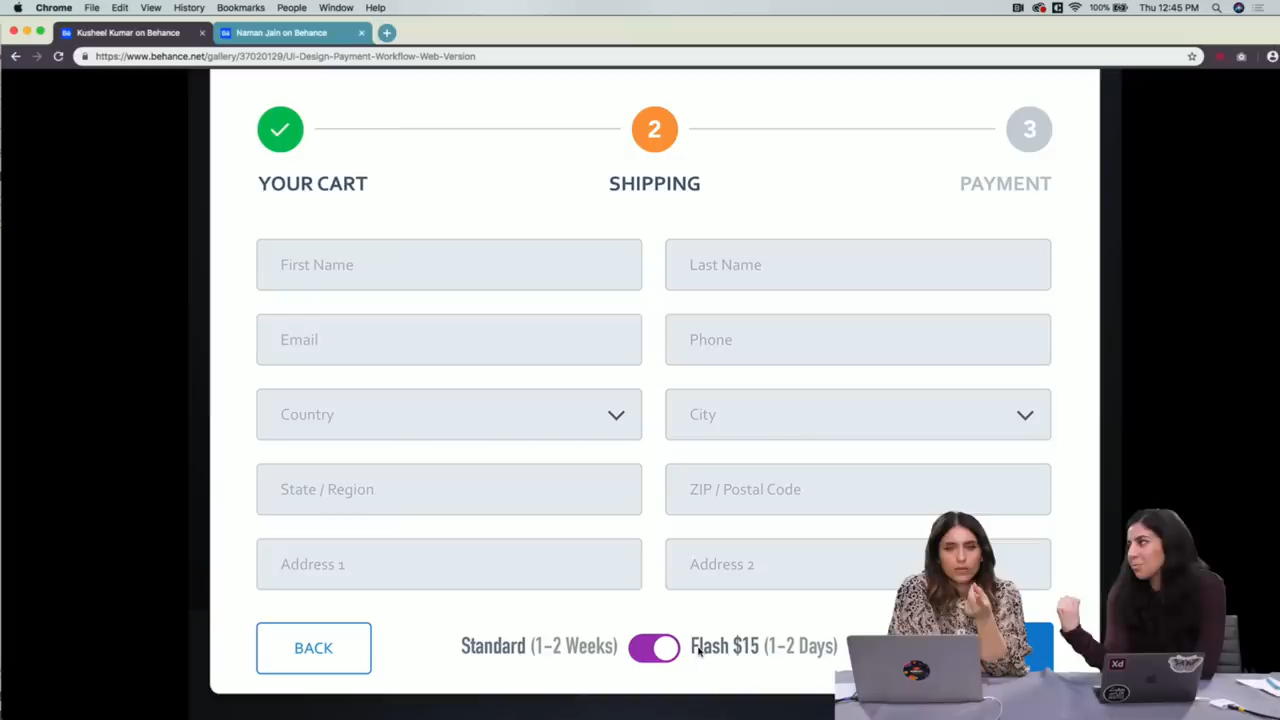 Chrome File Edit View History Bookmarks People Window Help 100% Thu 12:45 PM
Bē Kusheel Kumar on Behance × Bē Naman Jain on Behance × +
https://www.behance.net/gallery/37020129/UI-Design-Payment-Workflow-Web-Version
2 3
YOUR CART SHIPPING PAYMENT
First Name Last Name
Email Phone
Country City
State / Region ZIP / Postal Code
Address 1 Address 2
BACK Standard (1-2 Weeks) Flash $15 (1-2 Days)
Xd